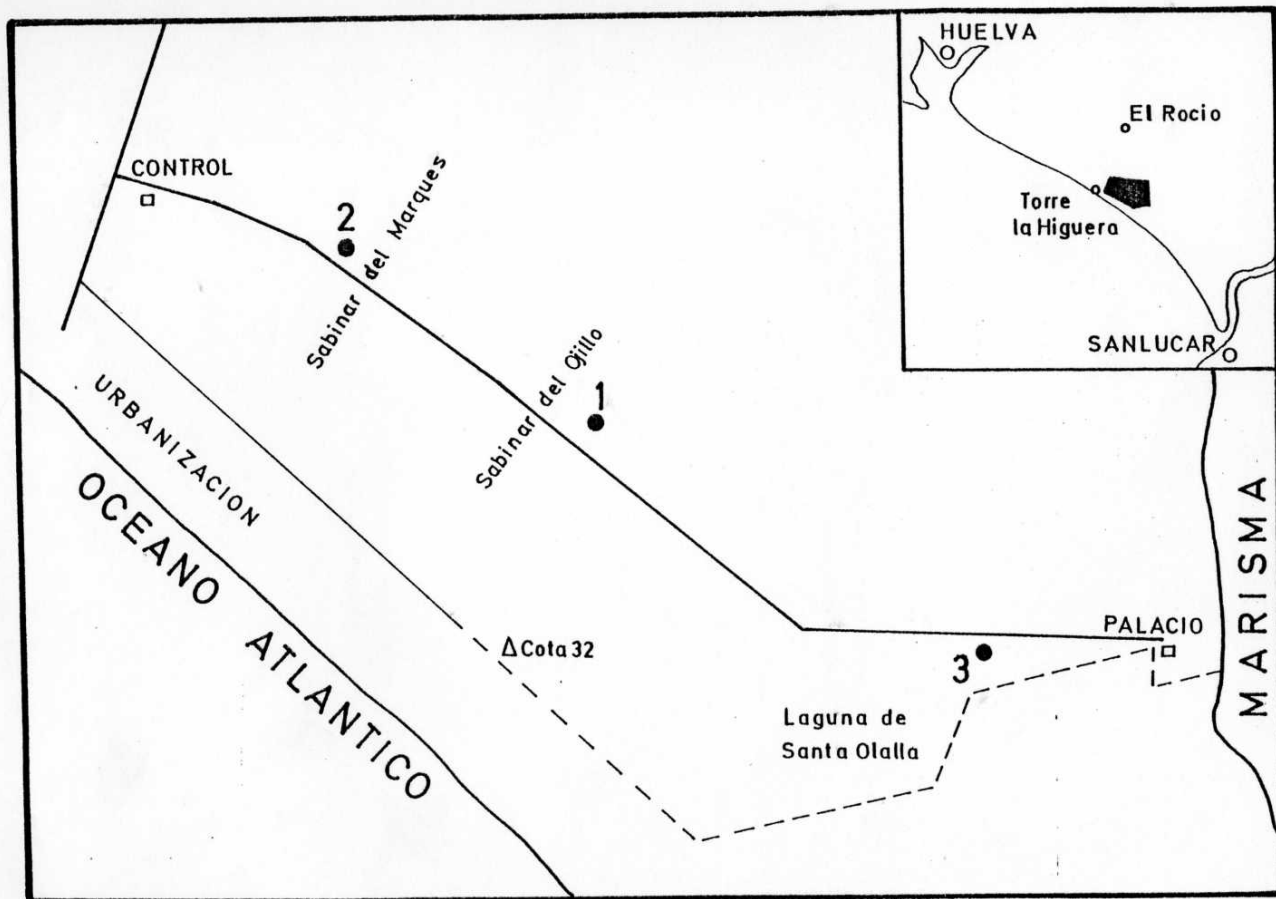 HUELVA
El Rocio
Torre
la Higuera
SANLUCAR
CONTROL
2
Sabinar del Marques
1
Sabinar del Ojillo
URBANIZACION
OCEANO ATLANTICO
Δ Cota 32
3
PALACIO
Laguna de
Santa Olalla
MARISMA